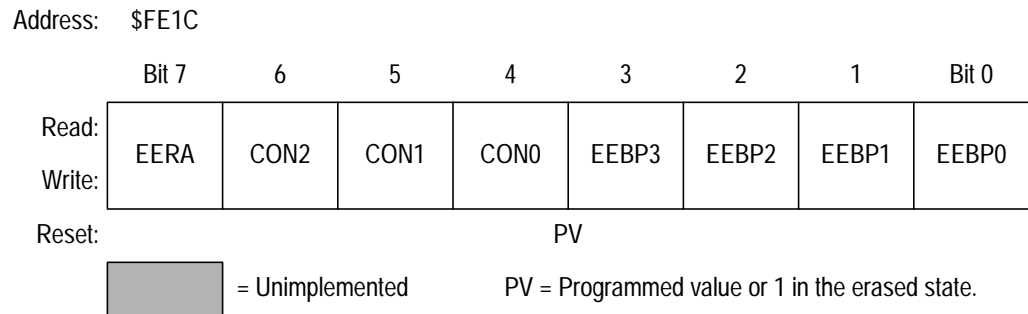 Address: $FE1C
Bit 7 6 5 4 3 2 1 Bit 0
Read:
EERA CON2 CON1 CON0 EEBP3 EEBP2 EEBP1 EEBP0
Write:
Reset: PV
= Unimplemented PV = Programmed value or 1 in the erased state.